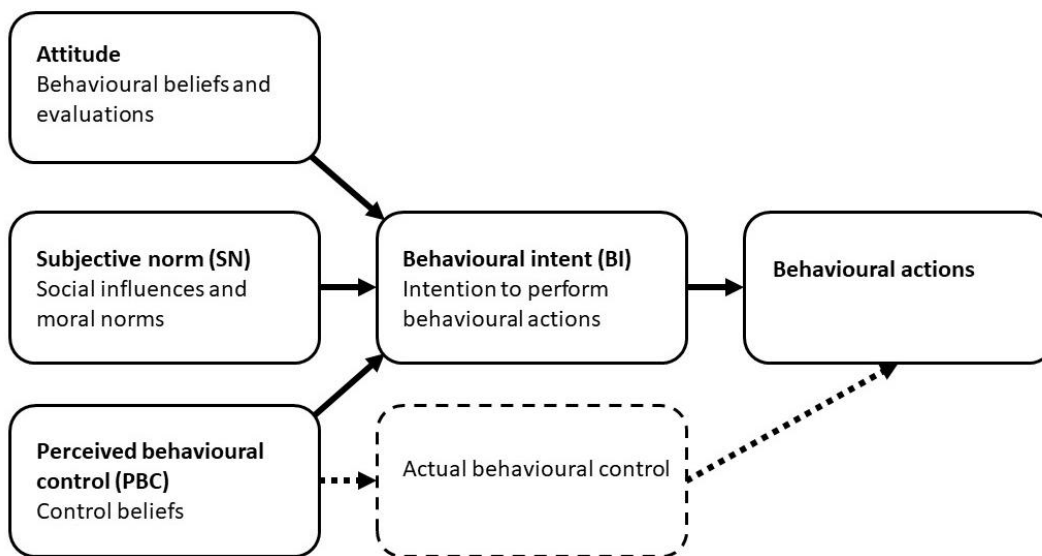 Attitude
Behavioural beliefs and
evaluations
Subjective norm (SN)
Social influences and
moral norms
Behavioural intent (BI)
Intention to perform
behavioural actions
Behavioural actions
Perceived behavioural
control (PBC)
Control beliefs
Actual behavioural control